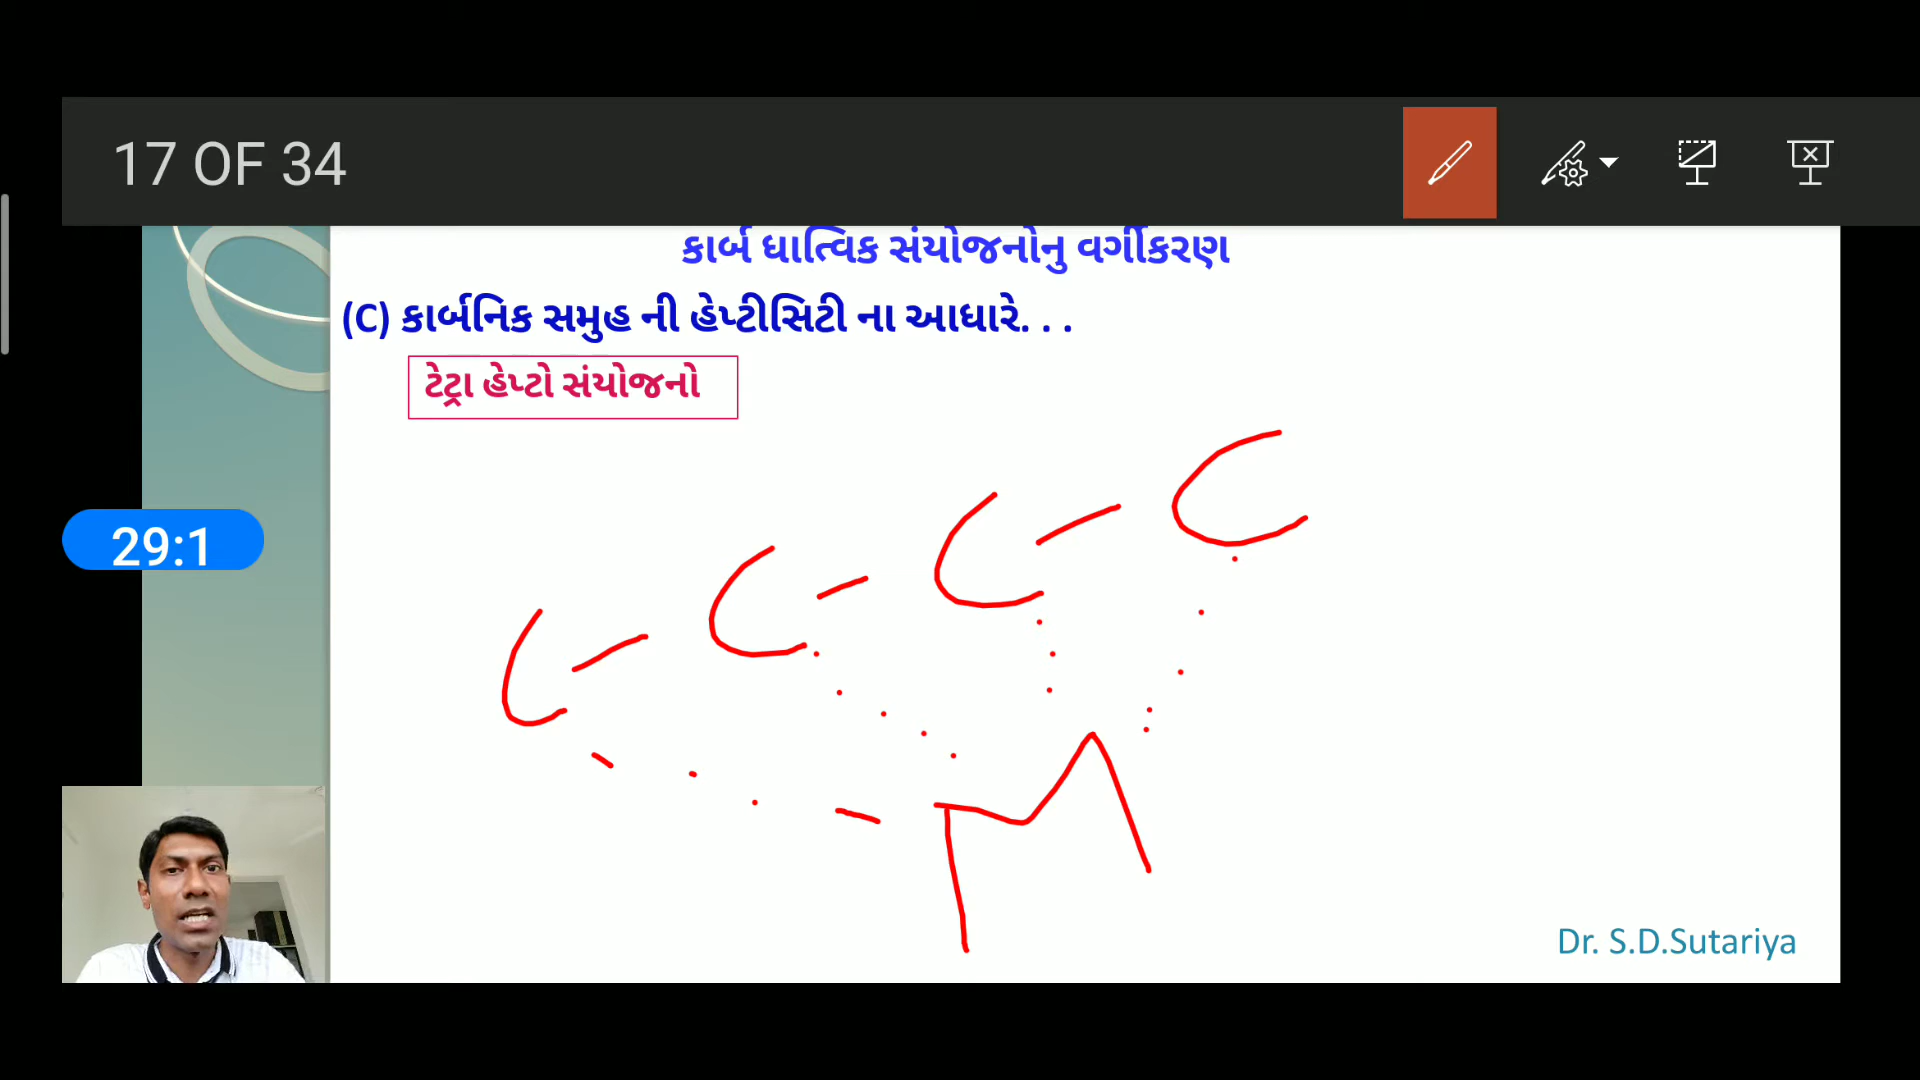 17 OF 34
કાર્બ ધાત્વિક સંયોજનોનુ વર્ગીકરણ
(C) કાર્બનિક સમુહ ની હેપ્ટીસિટી ના આધારે. . .
ટેટ્રા હેપ્ટો સંયોજનો
C - C - C - C
M
29:1
Dr. S.D.Sutariya